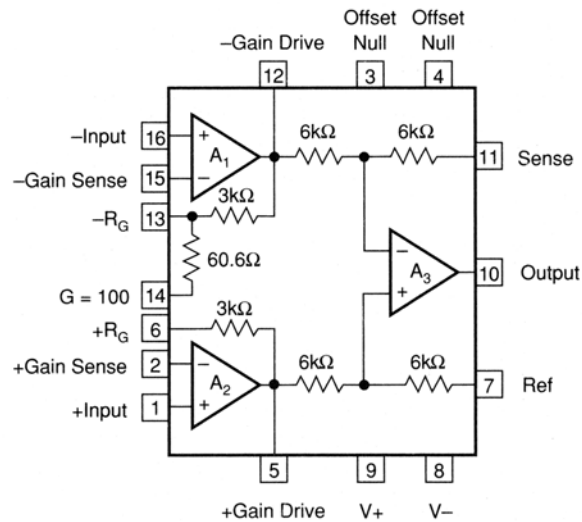 Offset Offset
–Gain Drive Null Null
12 3 4
–Input 16 + A1 6kΩ 6kΩ 11 Sense
–Gain Sense 15 –
–RG 13 3kΩ
60.6Ω
– A3 10 Output
+
G = 100 14
+RG 6 3kΩ
+Gain Sense 2 – A2 6kΩ 6kΩ 7 Ref
+Input 1 +
5 9 8
+Gain Drive V+ V–